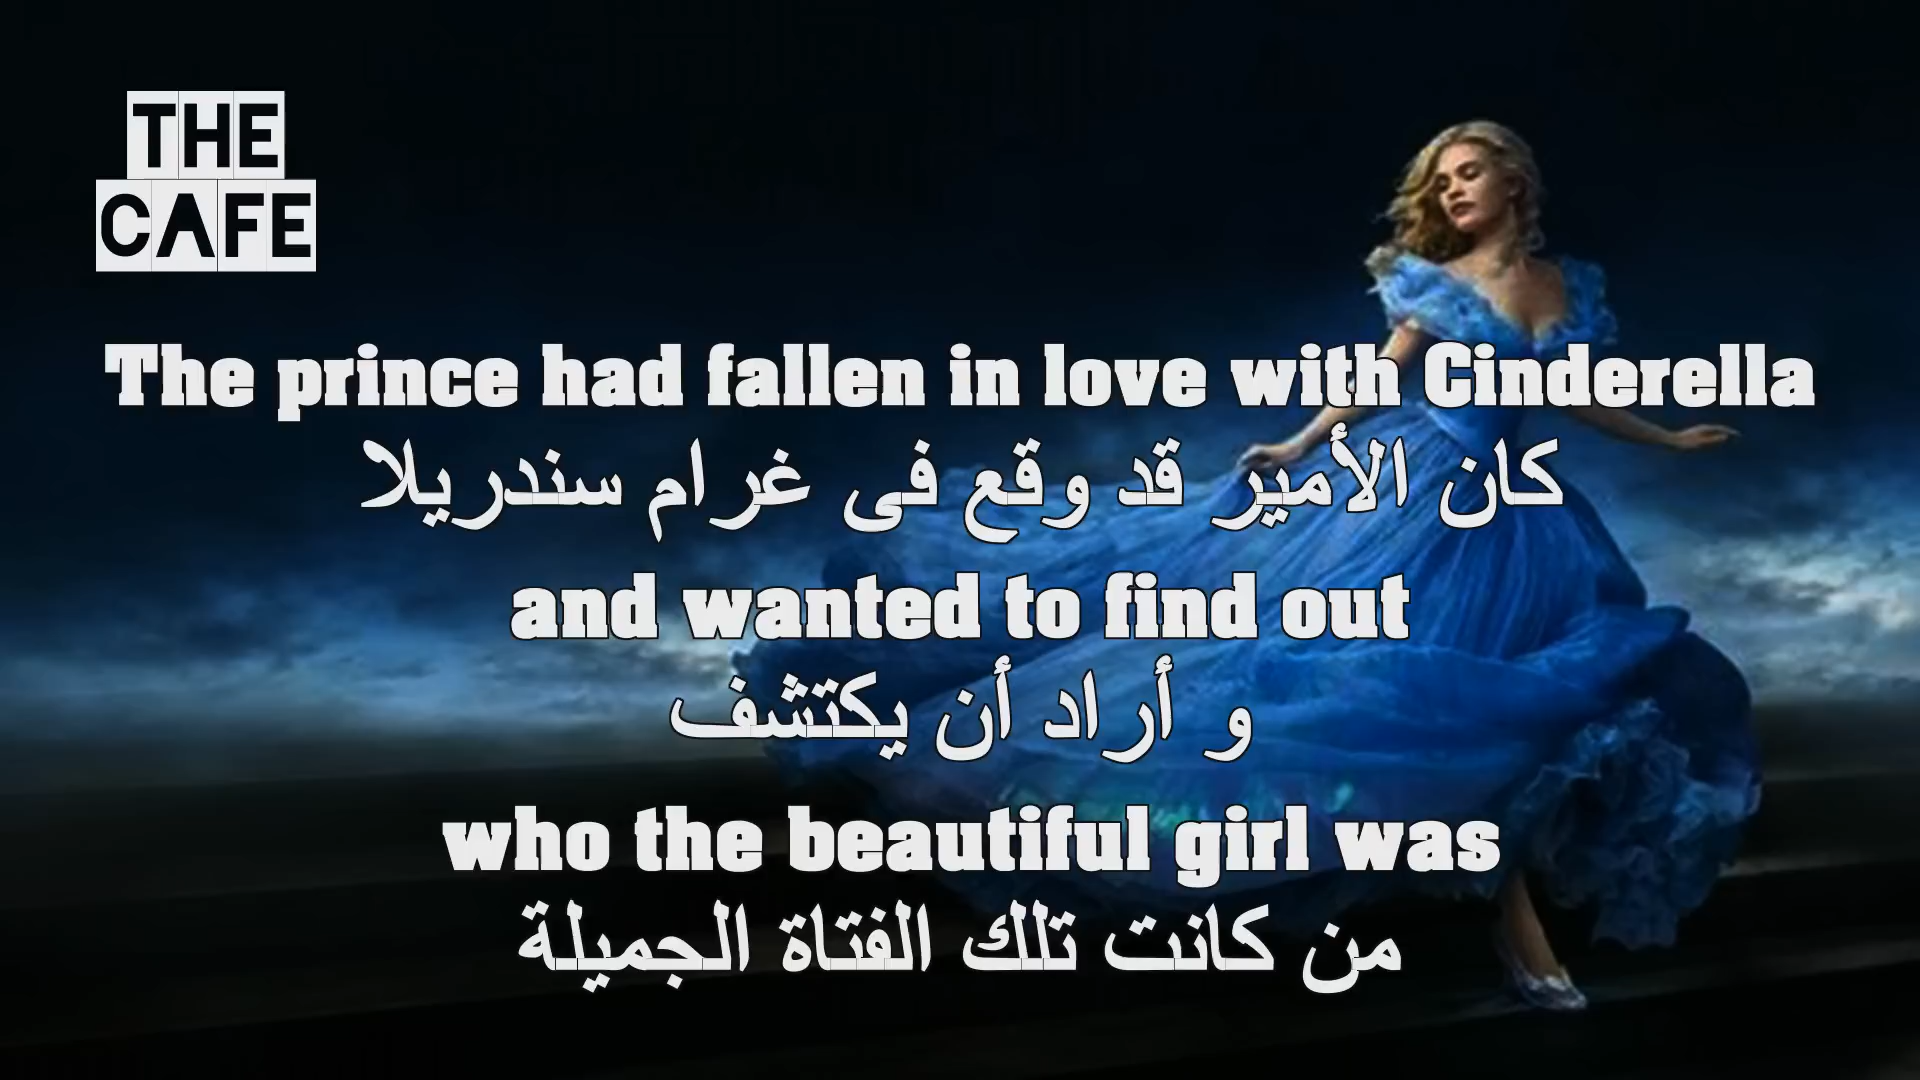 THE
CAFE
The prince had fallen in love with Cinderella
كان الأمير قد وقع فى غرام سندريلا
and wanted to find out
و أراد أن يكتشف
who the beautiful girl was
من كانت تلك الفتاة الجميلة